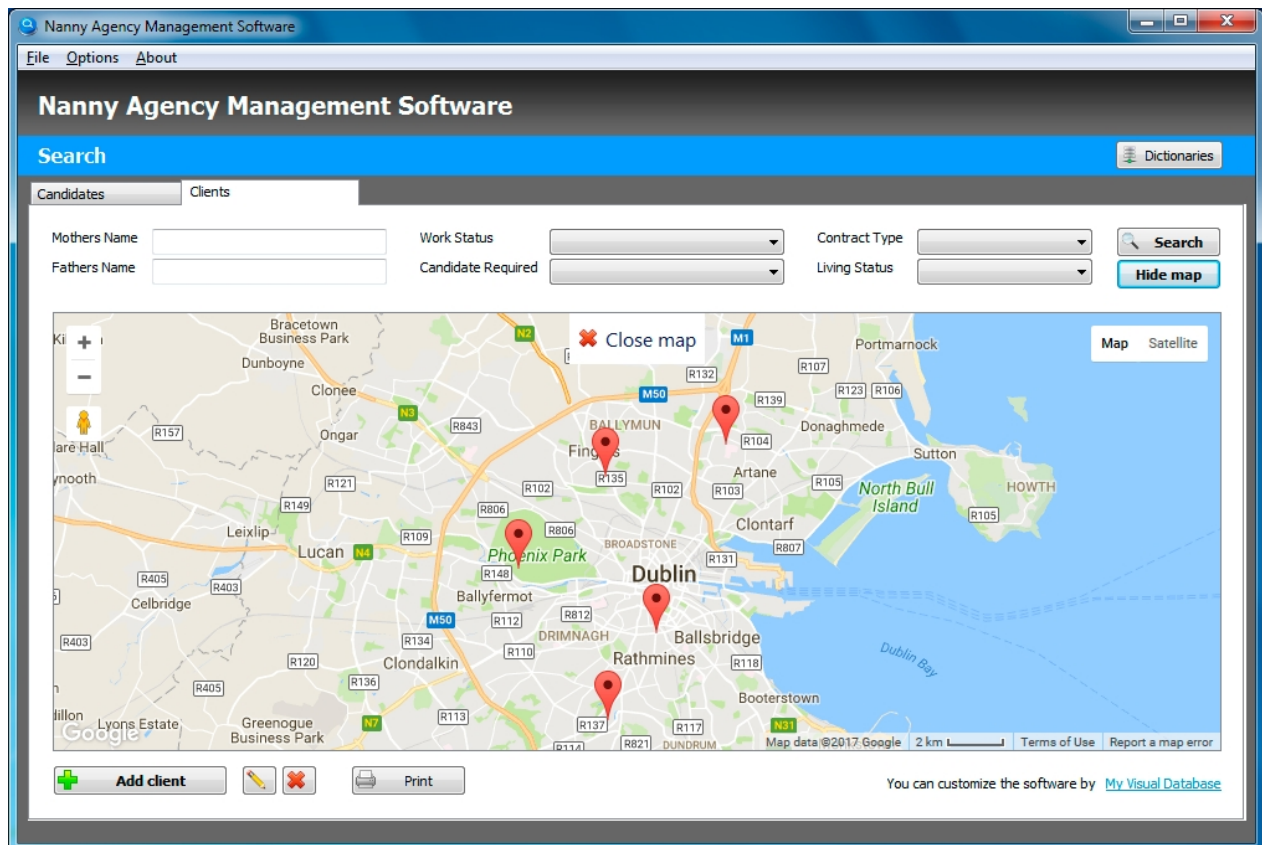 Nanny Agency Management Software
File Options About
Nanny Agency Management Software
Search
Dictionaries
Candidates Clients
Mothers Name Work Status Contract Type Search
Fathers Name Candidate Required Living Status Hide map
Bracetown
Business Park
N2
Close map
M1
Portmarnock
Map Satellite
Dunboyne
R107
R132
Clonee
M50
R139
R123 R106
N3
R843
BALLYMUN
Donaghmede
R157
Ongar
R104
Sutton
R135
Artane
R121
R102
R102
R103
R105
North Bull
Island
HOWTH
R149
R806
R105
Leixlip
R109
R806
Clontarf
Lucan N4
Phoenix Park
BROADSTONE
R807
R131
R148
Dublin
R405
R403
Celbridge
Ballyfermot
M50
R112
R812
R403
R134
DRIMNAGH
Ballsbridge
R110
R120
Clondalkin
Rathmines
R118
Dublin
Bay
R405
R136
Booterstown
Lyons Estate
Greenogue
Business Park
N7
R113
R137
R117
N31
R114
R821 DUNDRUM
Google
Map data ©2017 Google 2 km Terms of Use Report a map error
Add client Print You can customize the software by My Visual Database